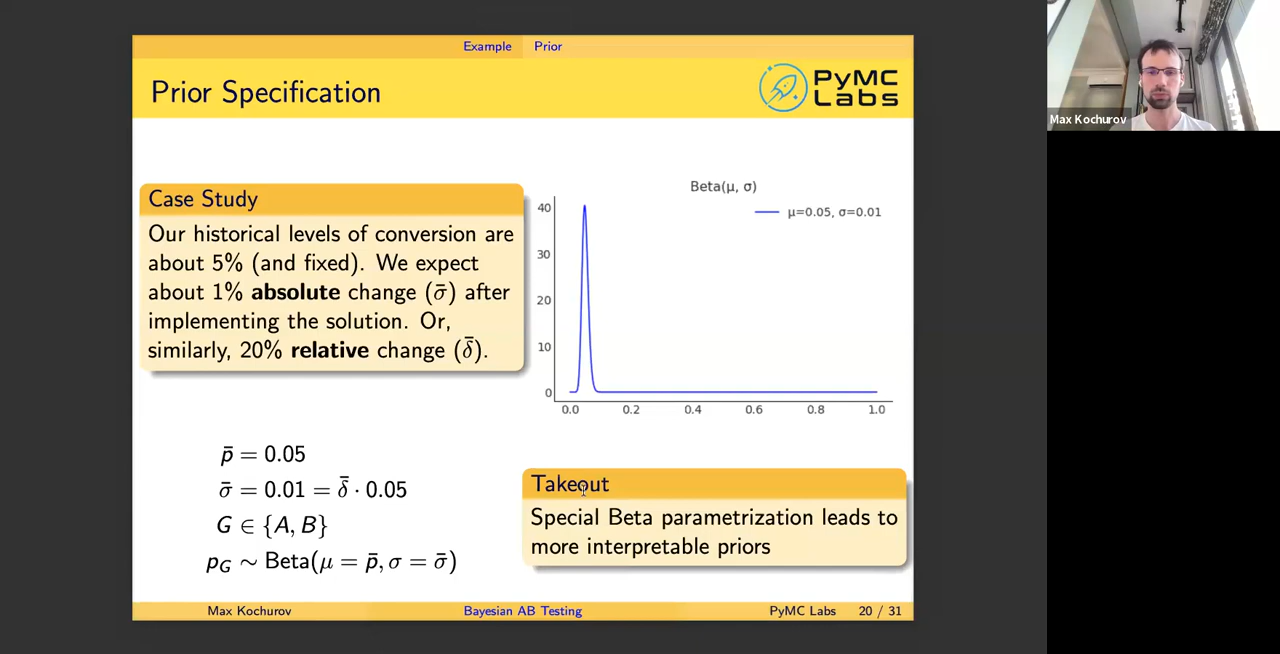 Example Prior
Prior Specification
PyMC
Labs
Case Study
Our historical levels of conversion are
about 5% (and fixed). We expect
about 1% absolute change (σ̄) after
implementing the solution. Or,
similarly, 20% relative change (δ̄).
Beta(μ, σ)
μ=0.05, σ=0.01
40
30
20
10
0
0.0 0.2 0.4 0.6 0.8 1.0
p̄ = 0.05
σ̄ = 0.01 = δ̄ · 0.05
G ∈ {A, B}
p_G ∼ Beta(μ = p̄, σ = σ̄)
Takeout
Special Beta parametrization leads to
more interpretable priors
Max Kochurov Bayesian AB Testing PyMC Labs 20 / 31
Max Kochurov